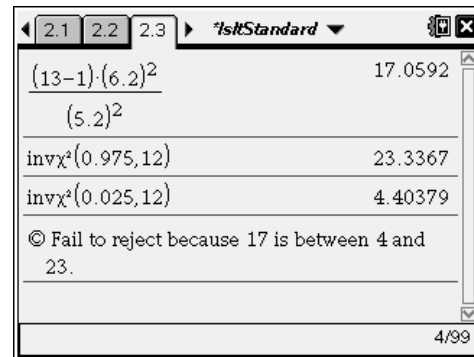 2.1 2.2 2.3 *IsItStandard
(13−1)·(6.2)² 17.0592
(5.2)²
invχ²(0.975,12) 23.3367
invχ²(0.025,12) 4.40379
© Fail to reject because 17 is between 4 and
23.
4/99